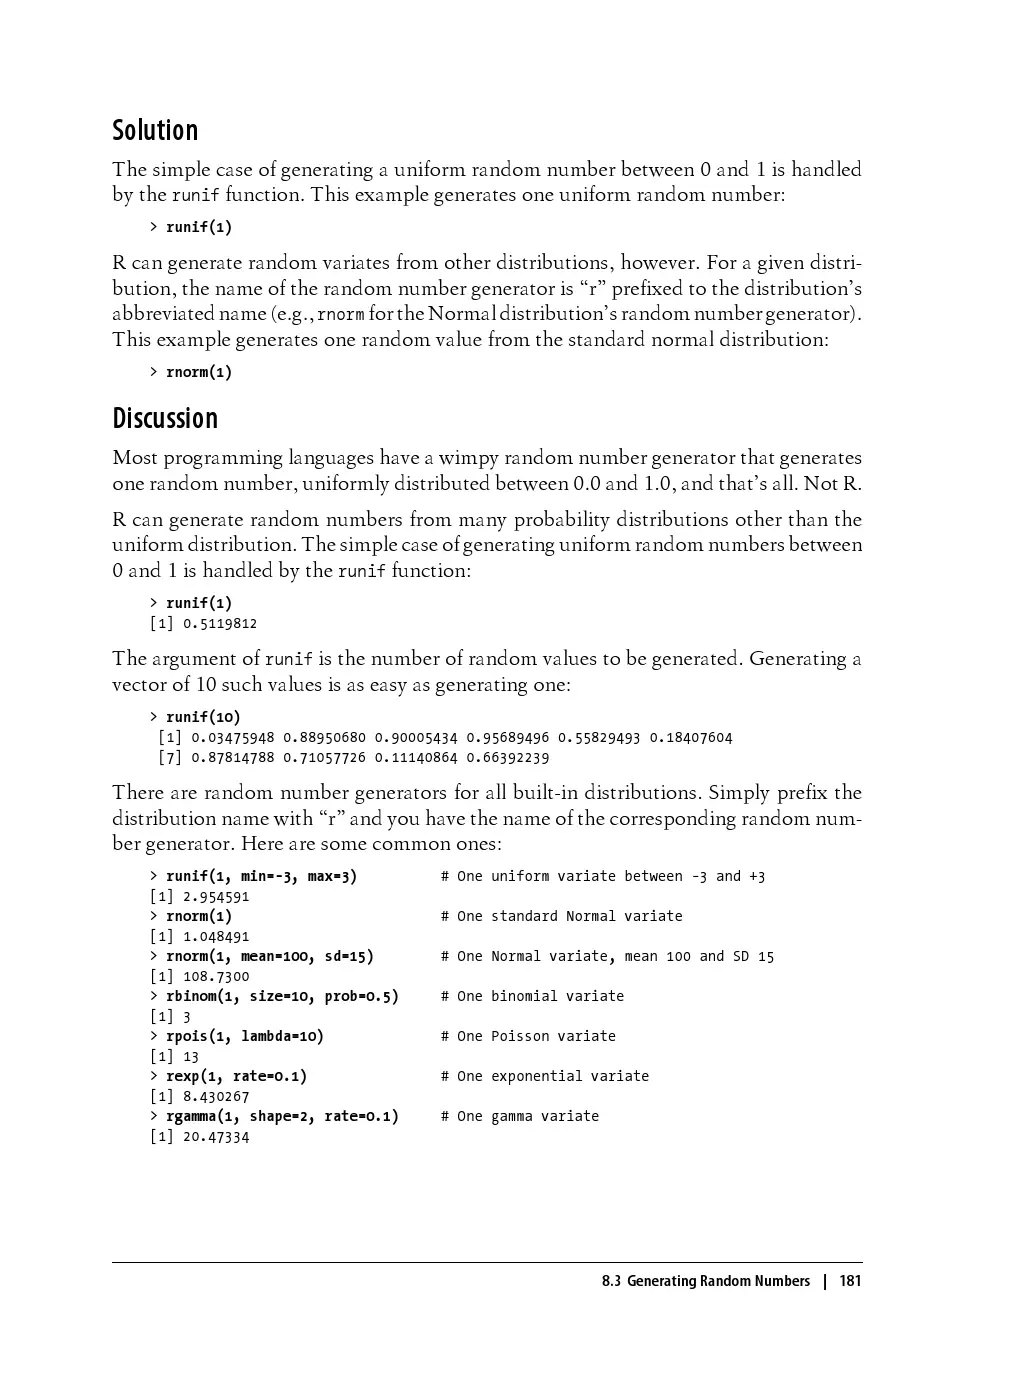 Solution
The simple case of generating a uniform random number between 0 and 1 is handled
by the runif function. This example generates one uniform random number:
> runif(1)
R can generate random variates from other distributions, however. For a given distri-
bution, the name of the random number generator is “r” prefixed to the distribution’s
abbreviated name (e.g., rnorm for the Normal distribution’s random number generator).
This example generates one random value from the standard normal distribution:
> rnorm(1)
Discussion
Most programming languages have a wimpy random number generator that generates
one random number, uniformly distributed between 0.0 and 1.0, and that’s all. Not R.
R can generate random numbers from many probability distributions other than the
uniform distribution. The simple case of generating uniform random numbers between
0 and 1 is handled by the runif function:
> runif(1)
[1] 0.5119812
The argument of runif is the number of random values to be generated. Generating a
vector of 10 such values is as easy as generating one:
> runif(10)
[1] 0.03475948 0.88950680 0.90005434 0.95689496 0.55829493 0.18407604
[7] 0.87814788 0.71057726 0.11140864 0.66392239
There are random number generators for all built-in distributions. Simply prefix the
distribution name with “r” and you have the name of the corresponding random num-
ber generator. Here are some common ones:
> runif(1, min=-3, max=3) # One uniform variate between -3 and +3
[1] 2.954591
> rnorm(1) # One standard Normal variate
[1] 1.048491
> rnorm(1, mean=100, sd=15) # One Normal variate, mean 100 and SD 15
[1] 108.7300
> rbinom(1, size=10, prob=0.5) # One binomial variate
[1] 3
> rpois(1, lambda=10) # One Poisson variate
[1] 13
> rexp(1, rate=0.1) # One exponential variate
[1] 8.430267
> rgamma(1, shape=2, rate=0.1) # One gamma variate
[1] 20.47334
8.3 Generating Random Numbers | 181